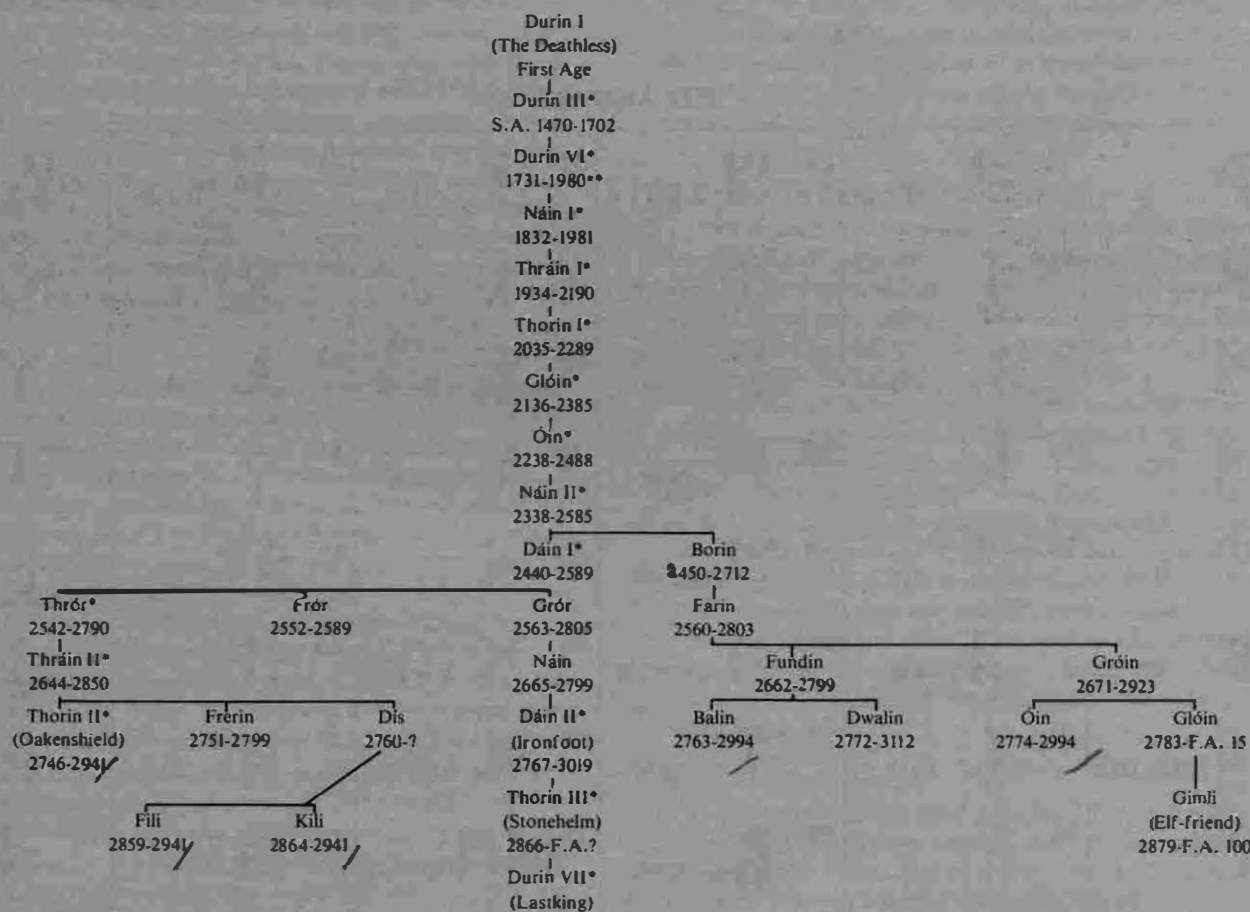 Durin I
(The Deathless)
First Age
Durin III*
S.A. 1470-1702
Durin VI*
1731-1980**
Náin I*
1832-1981
Thráin I*
1934-2190
Thorin I*
2035-2289
Glóin*
2136-2385
Óin*
2238-2488
Náin II*
2338-2585
Dáin I* Borin
2440-2589 2450-2712
Thrór* Frór Grór Farin
2542-2790 2552-2589 2563-2805 2560-2803
Thráin II* Náin Fundin Gróin
2644-2850 2665-2799 2662-2799 2671-2923
Thorin II* Frerin Dis Dáin II* Balin Dwalin Óin Glóin
(Oakenshield) 2751-2799 2760-? (Ironfoot) 2763-2994 2772-3112 2774-2994 2783-F.A. 15
2746-2941 2767-3019
Thorin III* Gimli
Fili Kili (Stonehelm) (Elf-friend)
2859-2941 2864-2941 2866-F.A.? 2879-F.A. 100
Durin VII*
(Lastking)